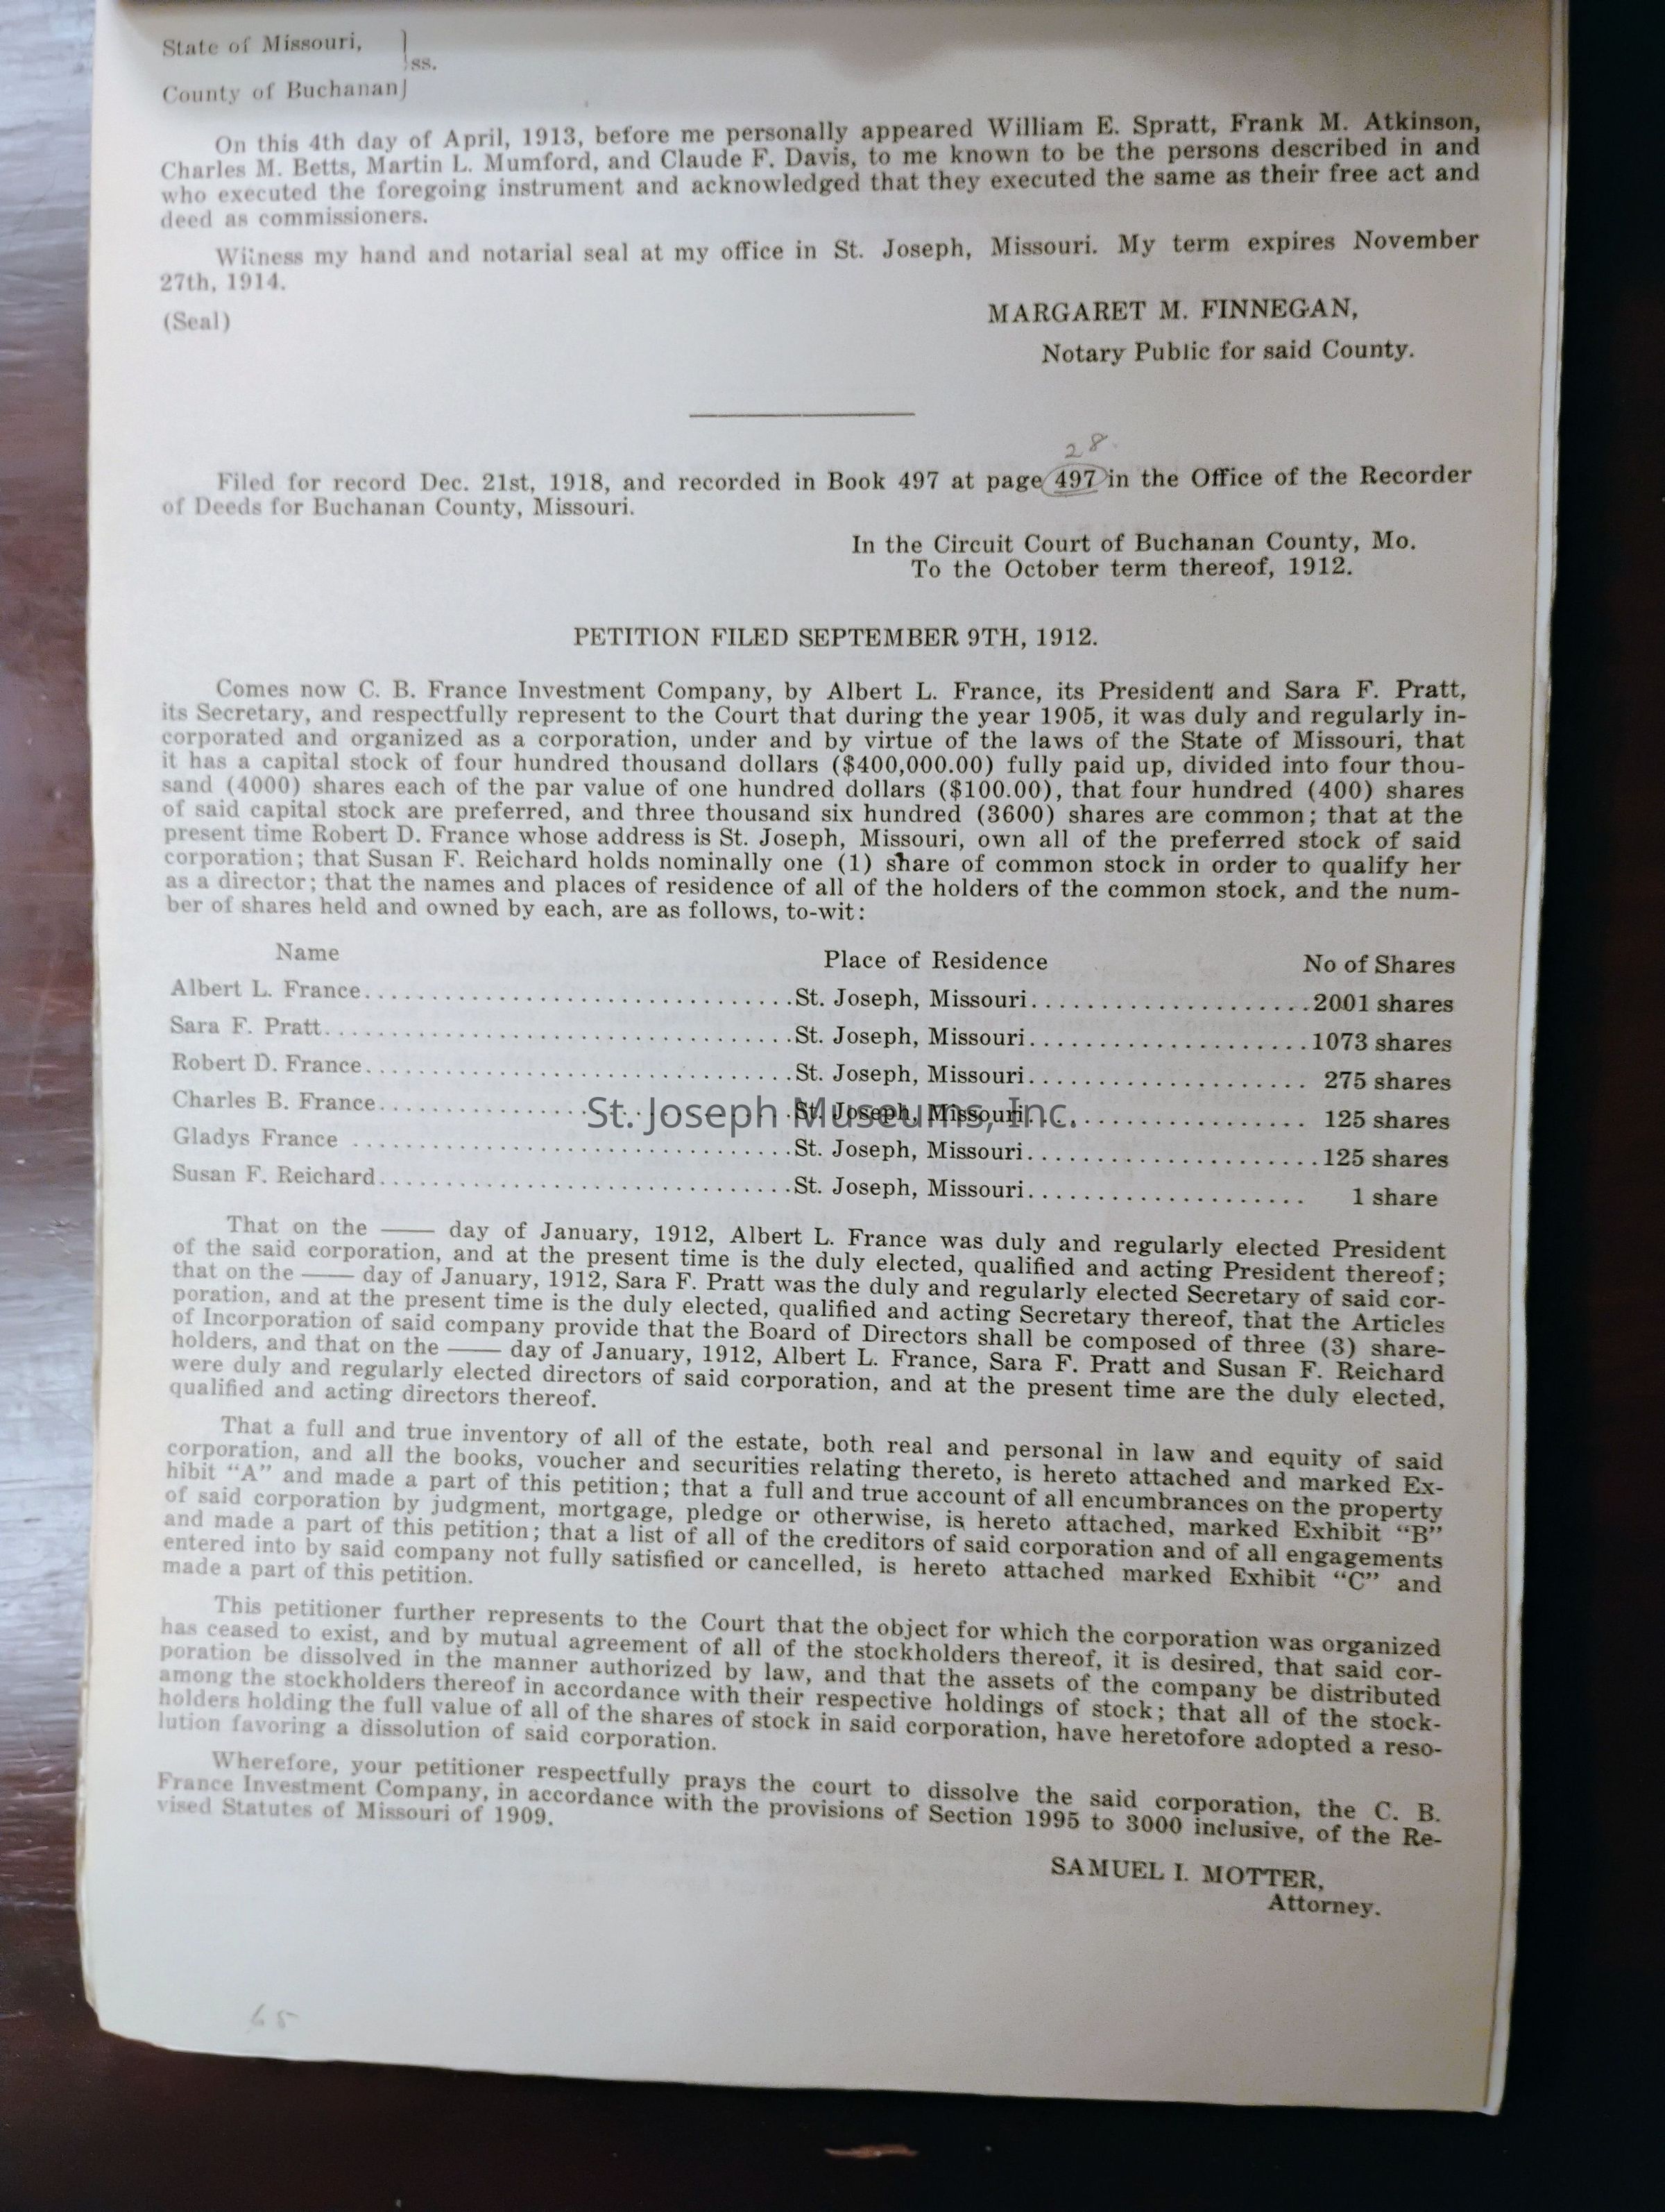 State of Missouri,
ss.
County of Buchanan
On this 4th day of April, 1913, before me personally appeared William E. Spratt, Frank M. Atkinson,
Charles M. Betts, Martin L. Mumford, and Claude F. Davis, to me known to be the persons described in and
who executed the foregoing instrument and acknowledged that they executed the same as their free act and
deed as commissioners.
Witness my hand and notarial seal at my office in St. Joseph, Missouri. My term expires November
27th, 1914.
(Seal)
MARGARET M. FINNEGAN,
Notary Public for said County.
28
Filed for record Dec. 21st, 1918, and recorded in Book 497 at page 497 in the Office of the Recorder
of Deeds for Buchanan County, Missouri.
In the Circuit Court of Buchanan County, Mo.
To the October term thereof, 1912.
PETITION FILED SEPTEMBER 9TH, 1912.
Comes now C. B. France Investment Company, by Albert L. France, its President and Sara F. Pratt,
its Secretary, and respectfully represent to the Court that during the year 1905, it was duly and regularly in-
corporated and organized as a corporation, under and by virtue of the laws of the State of Missouri, that
it has a capital stock of four hundred thousand dollars ($400,000.00) fully paid up, divided into four thou-
sand (4000) shares each of the par value of one hundred dollars ($100.00), that four hundred (400) shares
of said capital stock are preferred, and three thousand six hundred (3600) shares are common; that at the
present time Robert D. France whose address is St. Joseph, Missouri, own all of the preferred stock of said
corporation; that Susan F. Reichard holds nominally one (1) share of common stock in order to qualify her
as a director; that the names and places of residence of all of the holders of the common stock, and the num-
ber of shares held and owned by each, are as follows, to-wit:
Name Place of Residence No of Shares
Albert L. France................................St. Joseph, Missouri.....................2001 shares
Sara F. Pratt...................................St. Joseph, Missouri.....................1073 shares
Robert D. France................................St. Joseph, Missouri..................... 275 shares
Charles B. France...............................St. Joseph, Missouri..................... 125 shares
Gladys France .................................St. Joseph, Missouri......................125 shares
Susan F. Reichard...............................St. Joseph, Missouri..................... 1 share
St. Joseph Museums, Inc.
That on the —— day of January, 1912, Albert L. France was duly and regularly elected President
of the said corporation, and at the present time is the duly elected, qualified and acting President thereof;
that on the —— day of January, 1912, Sara F. Pratt was the duly and regularly elected Secretary of said cor-
poration, and at the present time is the duly elected, qualified and acting Secretary thereof, that the Articles
of Incorporation of said company provide that the Board of Directors shall be composed of three (3) share-
holders, and that on the —— day of January, 1912, Albert L. France, Sara F. Pratt and Susan F. Reichard
were duly and regularly elected directors of said corporation, and at the present time are the duly elected,
qualified and acting directors thereof.
That a full and true inventory of all of the estate, both real and personal in law and equity of said
corporation, and all the books, voucher and securities relating thereto, is hereto attached and marked Ex-
hibit "A" and made a part of this petition; that a full and true account of all encumbrances on the property
of said corporation by judgment, mortgage, pledge or otherwise, is hereto attached, marked Exhibit "B"
and made a part of this petition; that a list of all of the creditors of said corporation and of all engagements
entered into by said company not fully satisfied or cancelled, is hereto attached marked Exhibit "C" and
made a part of this petition.
This petitioner further represents to the Court that the object for which the corporation was organized
has ceased to exist, and by mutual agreement of all of the stockholders thereof, it is desired, that said cor-
poration be dissolved in the manner authorized by law, and that the assets of the company be distributed
among the stockholders thereof in accordance with their respective holdings of stock; that all of the stock-
holders holding the full value of all of the shares of stock in said corporation, have heretofore adopted a reso-
lution favoring a dissolution of said corporation.
Wherefore, your petitioner respectfully prays the court to dissolve the said corporation, the C. B.
France Investment Company, in accordance with the provisions of Section 1995 to 3000 inclusive, of the Re-
vised Statutes of Missouri of 1909.
SAMUEL I. MOTTER,
Attorney.
65